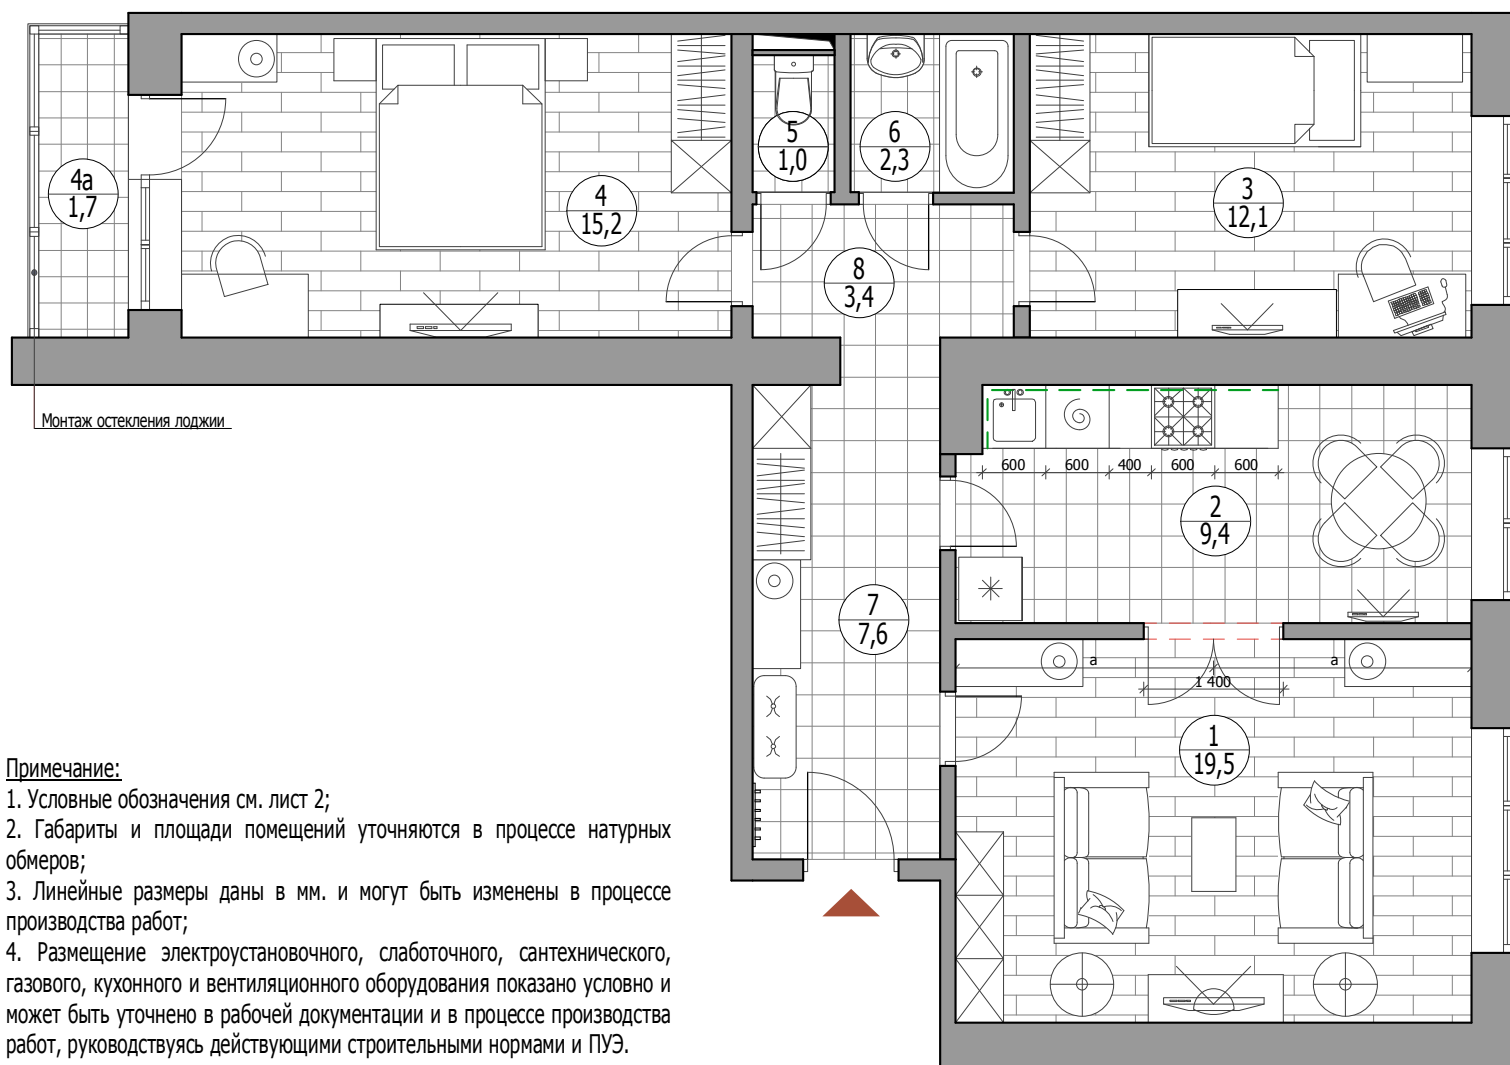 5
1,0
6
2,3
4а
1,7
4
15,2
3
12,1
8
3,4
Монтаж остекления лоджии
600
600
400
600
600
2
9,4
7
7,6
а
а
1 400
1
19,5
Примечание:
1. Условные обозначения см. лист 2;
2. Габариты и площади помещений уточняются в процессе натурных
обмеров;
3. Линейные размеры даны в мм. и могут быть изменены в процессе
производства работ;
4. Размещение электроустановочного, слаботочного, сантехнического,
газового, кухонного и вентиляционного оборудования показано условно и
может быть уточнено в рабочей документации и в процессе производства
работ, руководствуясь действующими строительными нормами и ПУЭ.